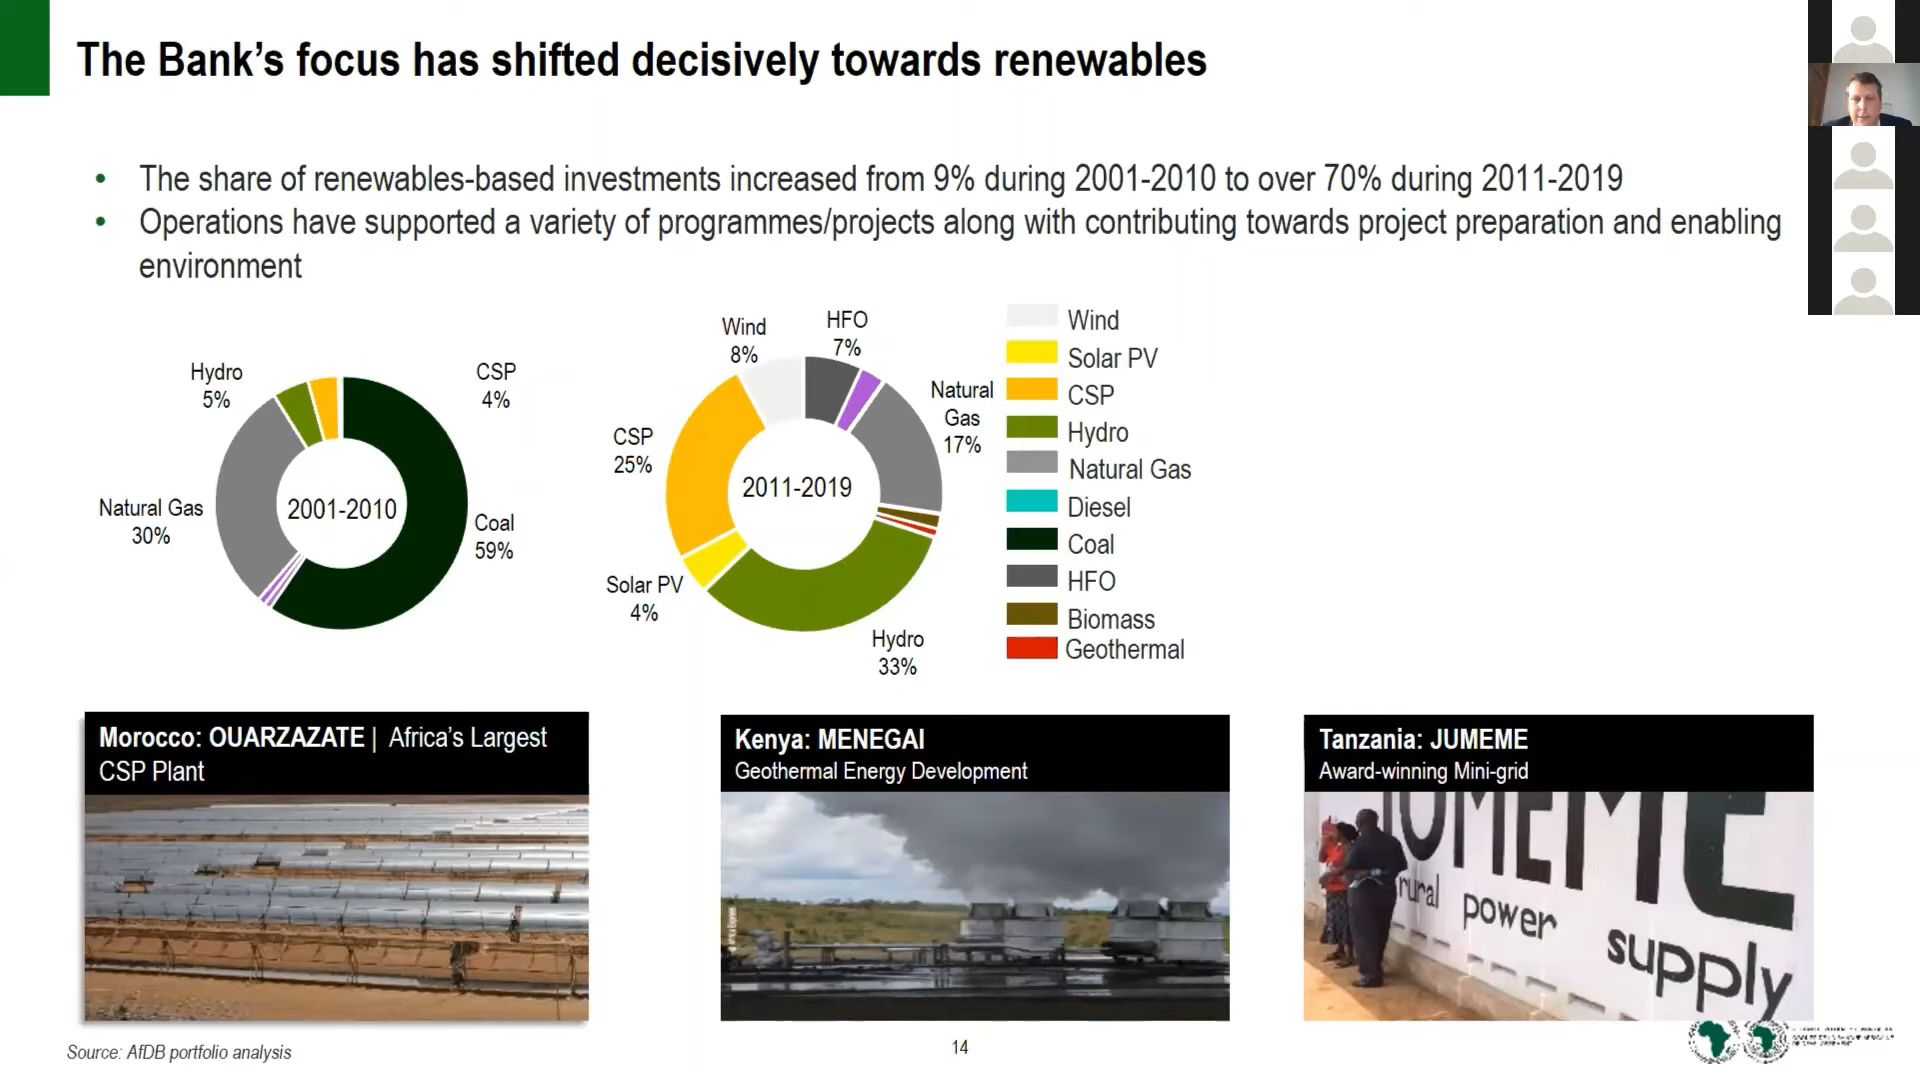 The Bank’s focus has shifted decisively towards renewables
• The share of renewables-based investments increased from 9% during 2001-2010 to over 70% during 2011-2019
• Operations have supported a variety of programmes/projects along with contributing towards project preparation and enabling
environment
Hydro
5%
CSP
4%
Natural Gas
30%
2001-2010
Coal
59%
Wind
8%
HFO
7%
Natural
Gas
17%
CSP
25%
2011-2019
Solar PV
4%
Hydro
33%
Wind
Solar PV
CSP
Hydro
Natural Gas
Diesel
Coal
HFO
Biomass
Geothermal
Morocco: OUARZAZATE | Africa’s Largest
CSP Plant
Kenya: MENEGAI
Geothermal Energy Development
Tanzania: JUMEME
Award-winning Mini-grid
JUMEME
rural power supply
Source: AfDB portfolio analysis
14